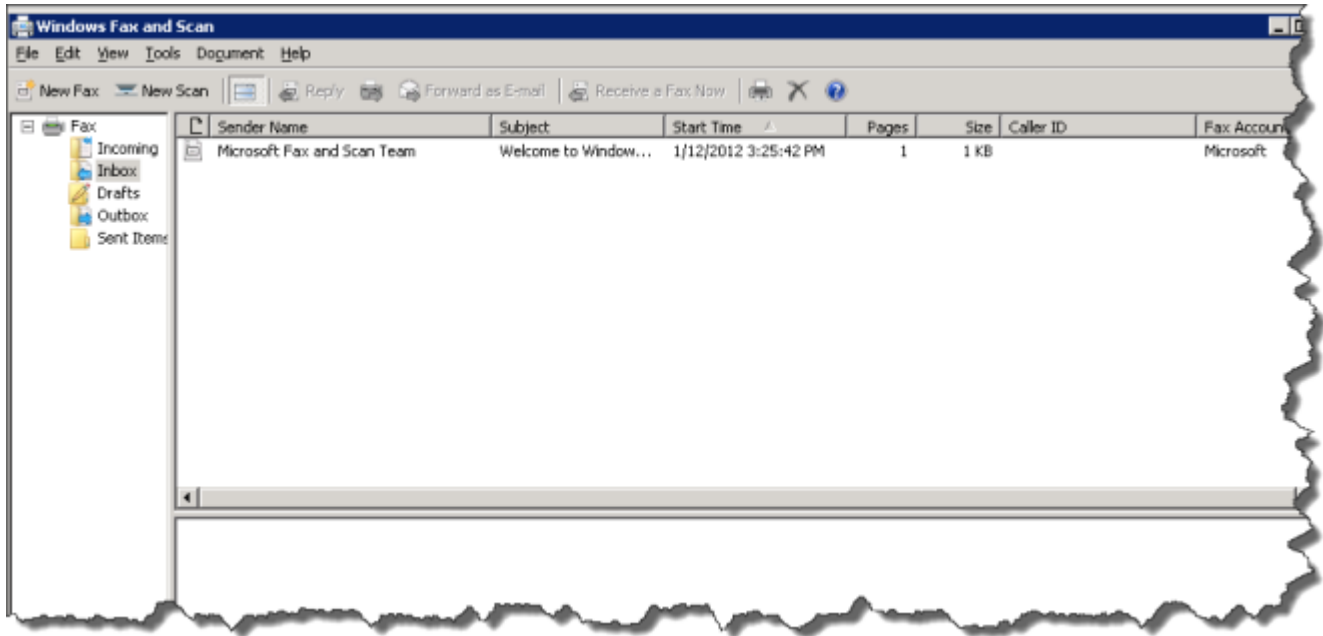 Windows Fax and Scan
File Edit View Tools Document Help
New Fax New Scan Reply Forward as E-mail Receive a Fax Now
Fax Sender Name Subject Start Time Pages Size Caller ID Fax Accoun
Incoming Microsoft Fax and Scan Team Welcome to Window... 1/12/2012 3:25:42 PM 1 1 KB Microsoft
Inbox
Drafts
Outbox
Sent Items